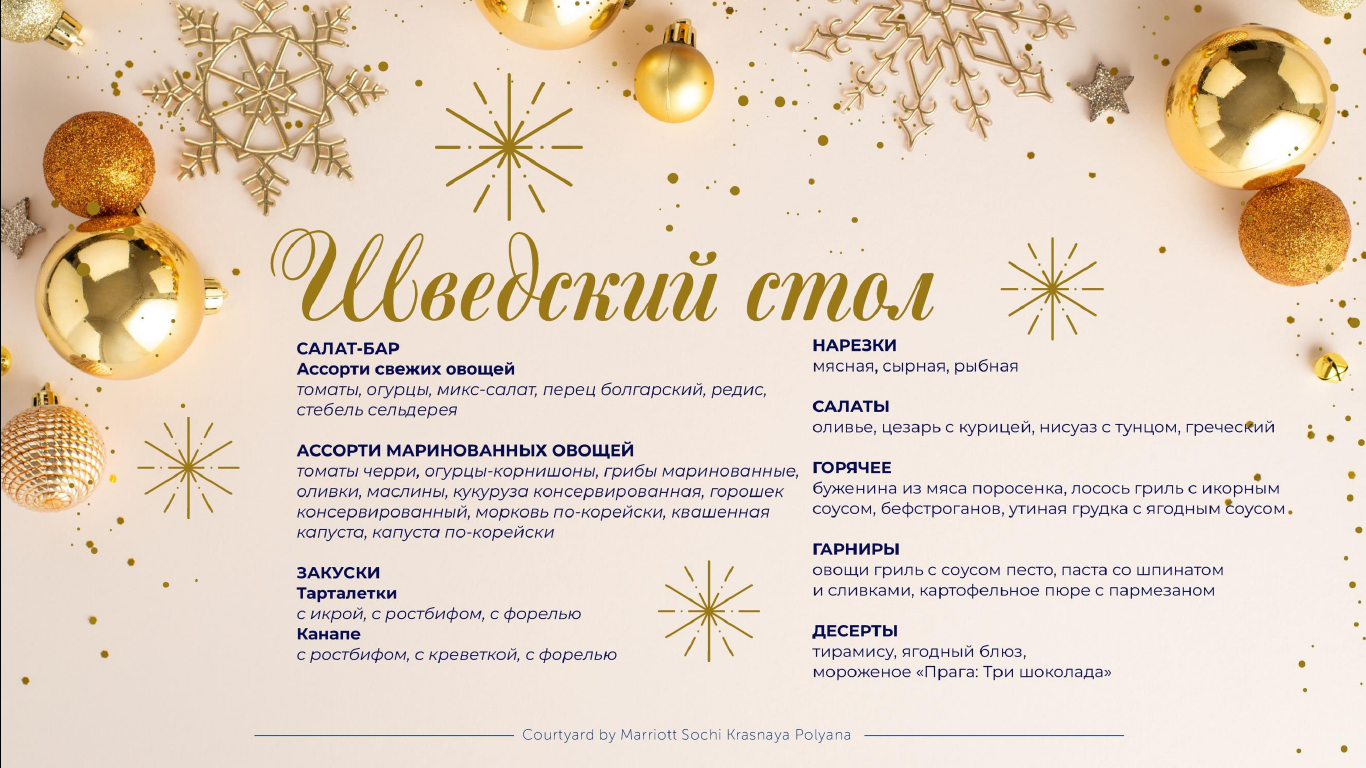 Шведский стол
САЛАТ-БАР
Ассорти свежих овощей
томаты, огурцы, микс-салат, перец болгарский, редис,
стебель сельдерея
АССОРТИ МАРИНОВАННЫХ ОВОЩЕЙ
томаты черри, огурцы-корнишоны, грибы маринованные,
оливки, маслины, кукуруза консервированная, горошек
консервированный, морковь по-корейски, квашенная
капуста, капуста по-корейски
ЗАКУСКИ
Тарталетки
с икрой, с ростбифом, с форелью
Канапе
с ростбифом, с креветкой, с форелью
НАРЕЗКИ
мясная, сырная, рыбная
САЛАТЫ
оливье, цезарь с курицей, нисуаз с тунцом, греческий
ГОРЯЧЕЕ
буженина из мяса поросенка, лосось гриль с икорным
соусом, бефстроганов, утиная грудка с ягодным соусом
ГАРНИРЫ
овощи гриль с соусом песто, паста со шпинатом
и сливками, картофельное пюре с пармезаном
ДЕСЕРТЫ
тирамису, ягодный блюз,
мороженое «Прага: Три шоколада»
Courtyard by Marriott Sochi Krasnaya Polyana